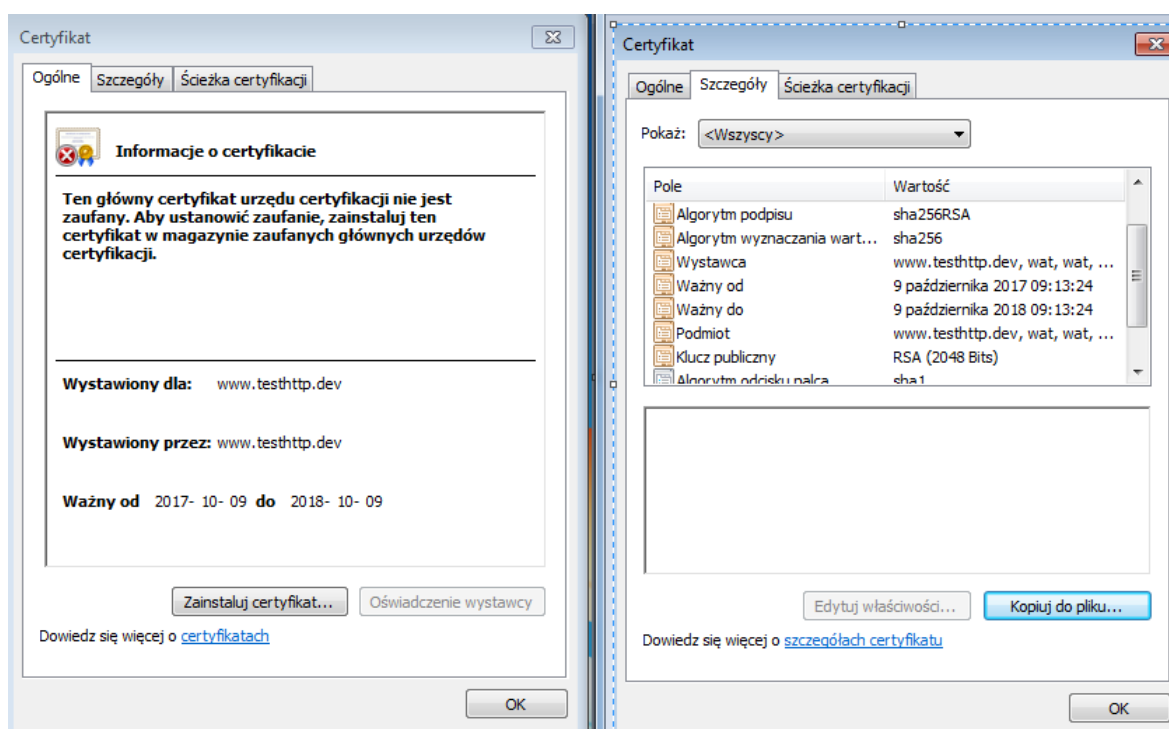 Certyfikat
Ogólne Szczegóły Ścieżka certyfikacji
Informacje o certyfikacie
Ten główny certyfikat urzędu certyfikacji nie jest
zaufany. Aby ustanowić zaufanie, zainstaluj ten
certyfikat w magazynie zaufanych głównych urzędów
certyfikacji.
Wystawiony dla: www.testhttp.dev
Wystawiony przez: www.testhttp.dev
Ważny od 2017- 10- 09 do 2018- 10- 09
Zainstaluj certyfikat... Oświadczenie wystawcy
Dowiedz się więcej o certyfikatach
OK
Certyfikat
Ogólne Szczegóły Ścieżka certyfikacji
Pokaż: <Wszyscy>
Pole Wartość
Algorytm podpisu sha256RSA
Algorytm wyznaczania wart... sha256
Wystawca www.testhttp.dev, wat, wat, ...
Ważny od 9 października 2017 09:13:24
Ważny do 9 października 2018 09:13:24
Podmiot www.testhttp.dev, wat, wat, ...
Klucz publiczny RSA (2048 Bits)
Algorytm odcisku palca sha1
Edytuj właściwości... Kopiuj do pliku...
Dowiedz się więcej o szczegółach certyfikatu
OK